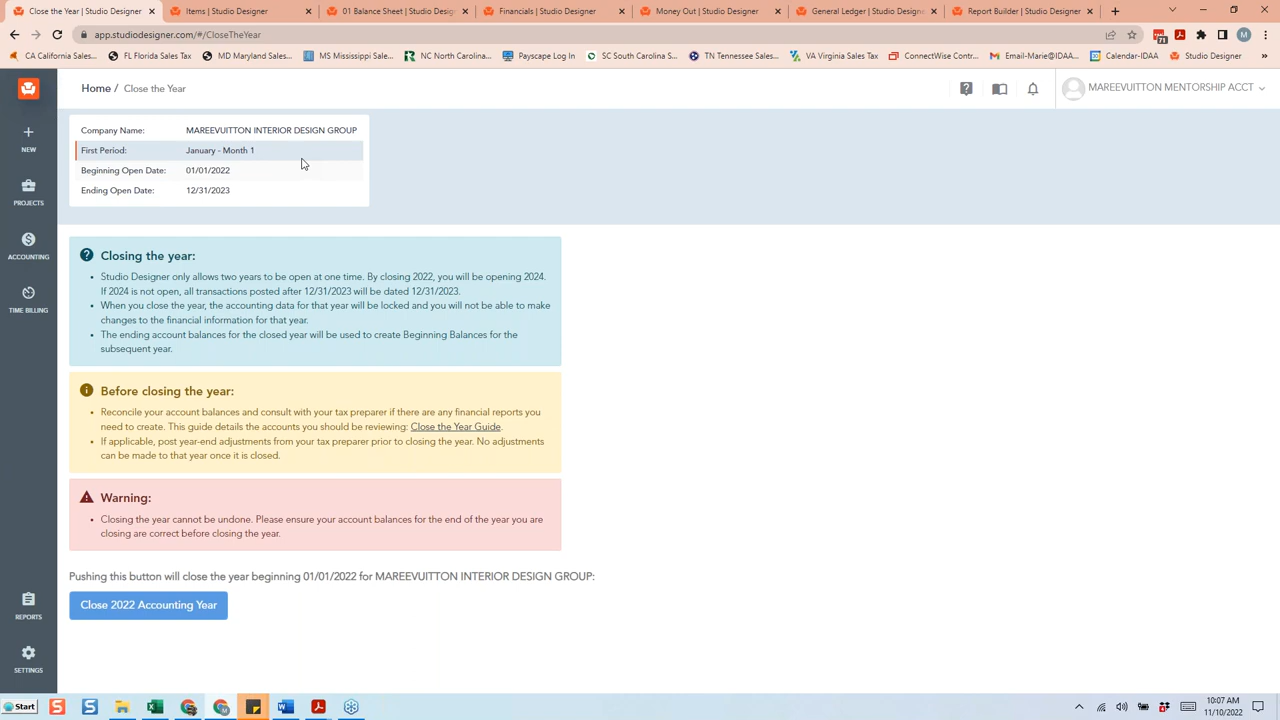 Close the Year | Studio Designer
Items | Studio Designer
01 Balance Sheet | Studio Desig
Financials | Studio Designer
Money Out | Studio Designer
General Ledger | Studio Designer
Report Builder | Studio Designer
app.studiodesigner.com/#/CloseTheYear
CA California Sales...
FL Florida Sales Tax
MD Maryland Sales...
MS Mississippi Sale...
NC North Carolina...
Payscape Log In
SC South Carolina S...
TN Tennessee Sales...
VA Virginia Sales Tax
ConnectWise Contr...
Email-Marie@IDAA...
Calendar-IDAA
Studio Designer
Home / Close the Year
MAREEVUITTON MENTORSHIP ACCT
NEW
PROJECTS
ACCOUNTING
TIME BILLING
REPORTS
SETTINGS
Company Name: MAREEVUITTON INTERIOR DESIGN GROUP
First Period: January - Month 1
Beginning Open Date: 01/01/2022
Ending Open Date: 12/31/2023
Closing the year:
• Studio Designer only allows two years to be open at one time. By closing 2022, you will be opening 2024.
If 2024 is not open, all transactions posted after 12/31/2023 will be dated 12/31/2023.
• When you close the year, the accounting data for that year will be locked and you will not be able to make
changes to the financial information for that year.
• The ending account balances for the closed year will be used to create Beginning Balances for the
subsequent year.
Before closing the year:
• Reconcile your account balances and consult with your tax preparer if there are any financial reports you
need to create. This guide details the accounts you should be reviewing: Close the Year Guide.
• If applicable, post year-end adjustments from your tax preparer prior to closing the year. No adjustments
can be made to that year once it is closed.
Warning:
• Closing the year cannot be undone. Please ensure your account balances for the end of the year you are
closing are correct before closing the year.
Pushing this button will close the year beginning 01/01/2022 for MAREEVUITTON INTERIOR DESIGN GROUP:
Close 2022 Accounting Year
Start
10:07 AM
11/10/2022